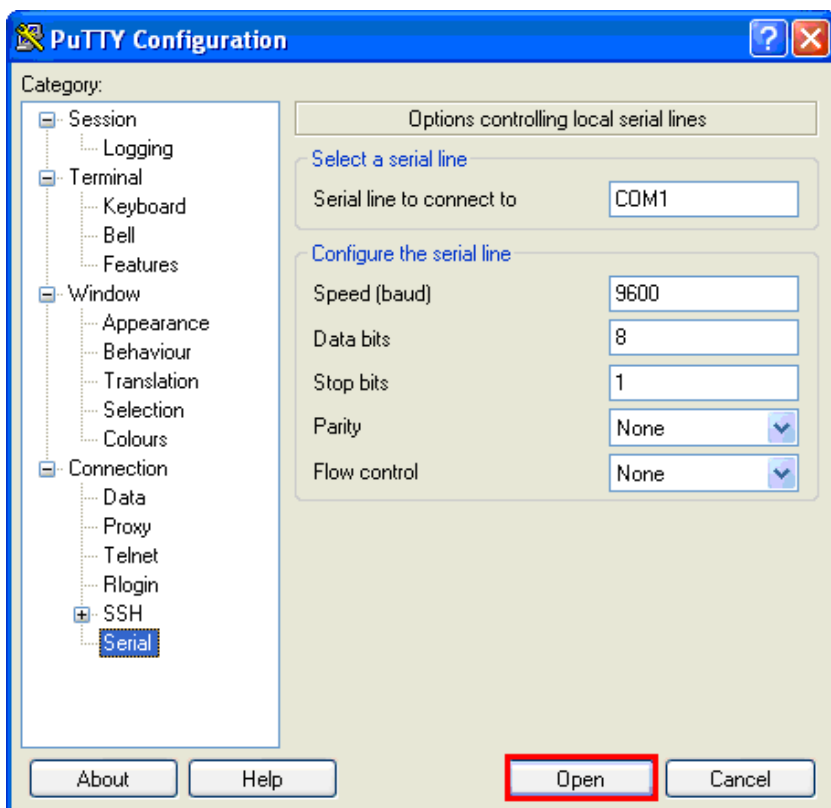 PuTTY Configuration
Category:
Session
Logging
Terminal
Keyboard
Bell
Features
Window
Appearance
Behaviour
Translation
Selection
Colours
Connection
Data
Proxy
Telnet
Rlogin
SSH
Serial
Options controlling local serial lines
Select a serial line
Serial line to connect to COM1
Configure the serial line
Speed (baud) 9600
Data bits 8
Stop bits 1
Parity None
Flow control None
About Help Open Cancel